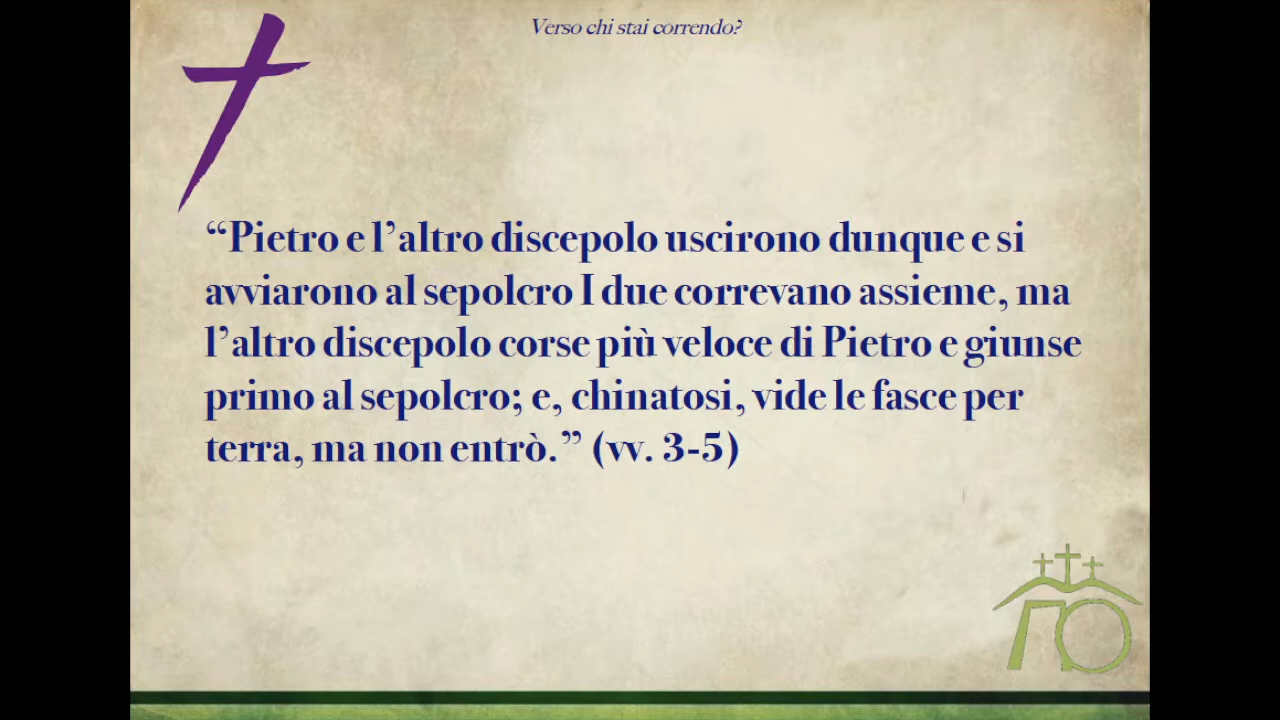 Verso chi stai correndo?
“Pietro e l’altro discepolo uscirono dunque e si
avviarono al sepolcro I due correvano assieme, ma
l’altro discepolo corse più veloce di Pietro e giunse
primo al sepolcro; e, chinatosi, vide le fasce per
terra, ma non entrò.” (vv. 3-5)